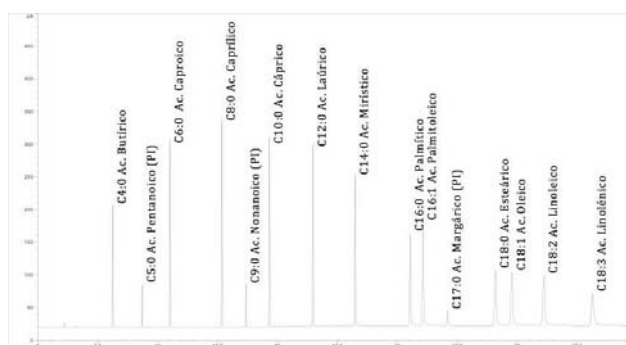 C4:0 Ac. Butírico
C5:0 Ac. Pentanoico (PI)
C6:0 Ac. Caproico
C8:0 Ac. Caprílico
C9:0 Ac. Nonanoico (PI)
C10:0 Ac. Cáprico
C12:0 Ac. Laúrico
C14:0 Ac. Mirístico
C16:0 Ac. Palmítico
C16:1 Ac. Palmitoleico
C17:0 Ac. Margárico (PI)
C18:0 Ac. Esteárico
C18:1 Ac. Oleico
C18:2 Ac. Linoleico
C18:3 Ac. Linolénico